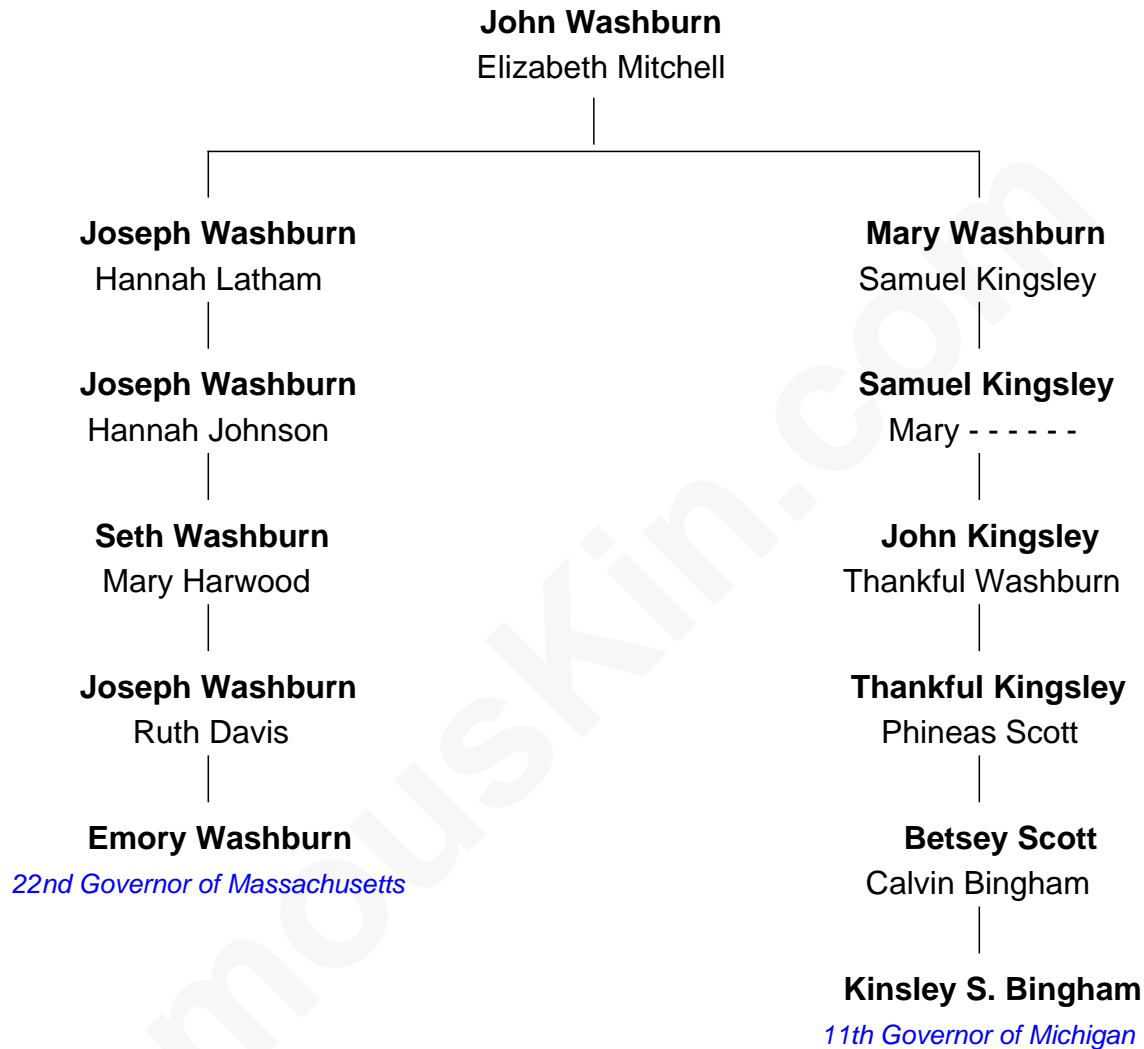 John Washburn
Elizabeth Mitchell
Joseph Washburn
Hannah Latham
Mary Washburn
Samuel Kingsley
Joseph Washburn
Hannah Johnson
Samuel Kingsley
Mary - - - - - -
Seth Washburn
Mary Harwood
John Kingsley
Thankful Washburn
Joseph Washburn
Ruth Davis
Thankful Kingsley
Phineas Scott
Emory Washburn
22nd Governor of Massachusetts
Betsey Scott
Calvin Bingham
Kinsley S. Bingham
11th Governor of Michigan
mousKin.com